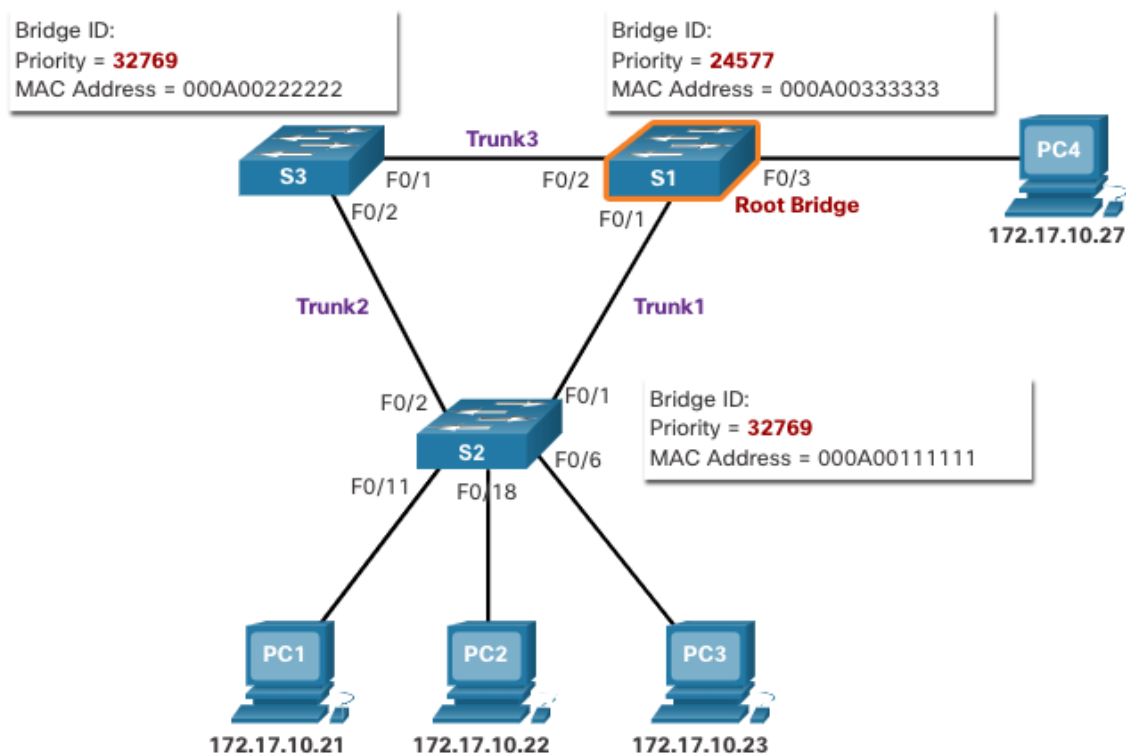 Bridge ID:
Priority = 32769
MAC Address = 000A00222222
Bridge ID:
Priority = 24577
MAC Address = 000A00333333
Trunk3
S3
F0/1
F0/2
S1
F0/3
PC4
F0/2
F0/1
Root Bridge
172.17.10.27
Trunk2
Trunk1
F0/2
F0/1
Bridge ID:
Priority = 32769
MAC Address = 000A00111111
S2
F0/6
F0/11
F0/18
PC1
PC2
PC3
172.17.10.21
172.17.10.22
172.17.10.23